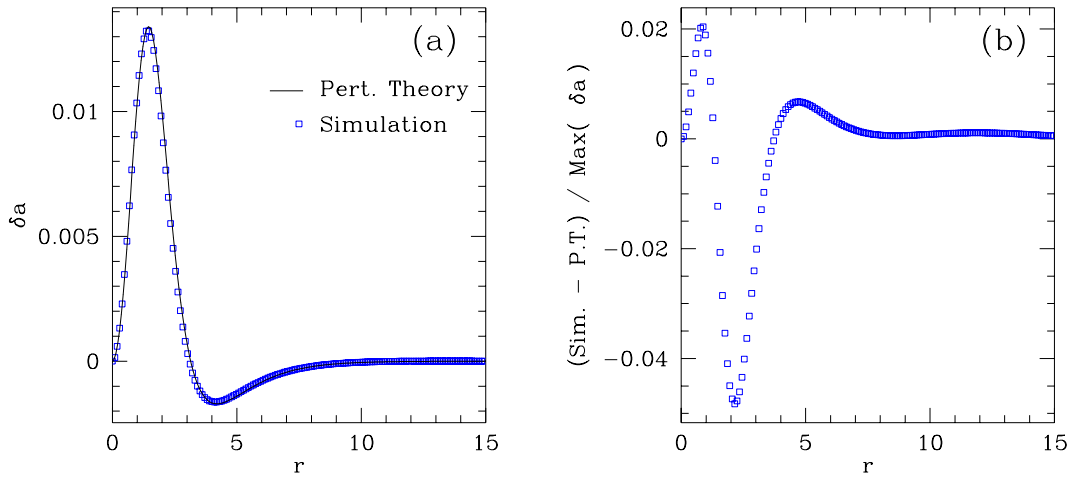 (a)
Pert. Theory
Simulation
0.01
0.005
0
δa
0 5 10 15
r
(b)
0.02
0
−0.02
−0.04
(Sim. − P.T.) / Max( δa )
0 5 10 15
r